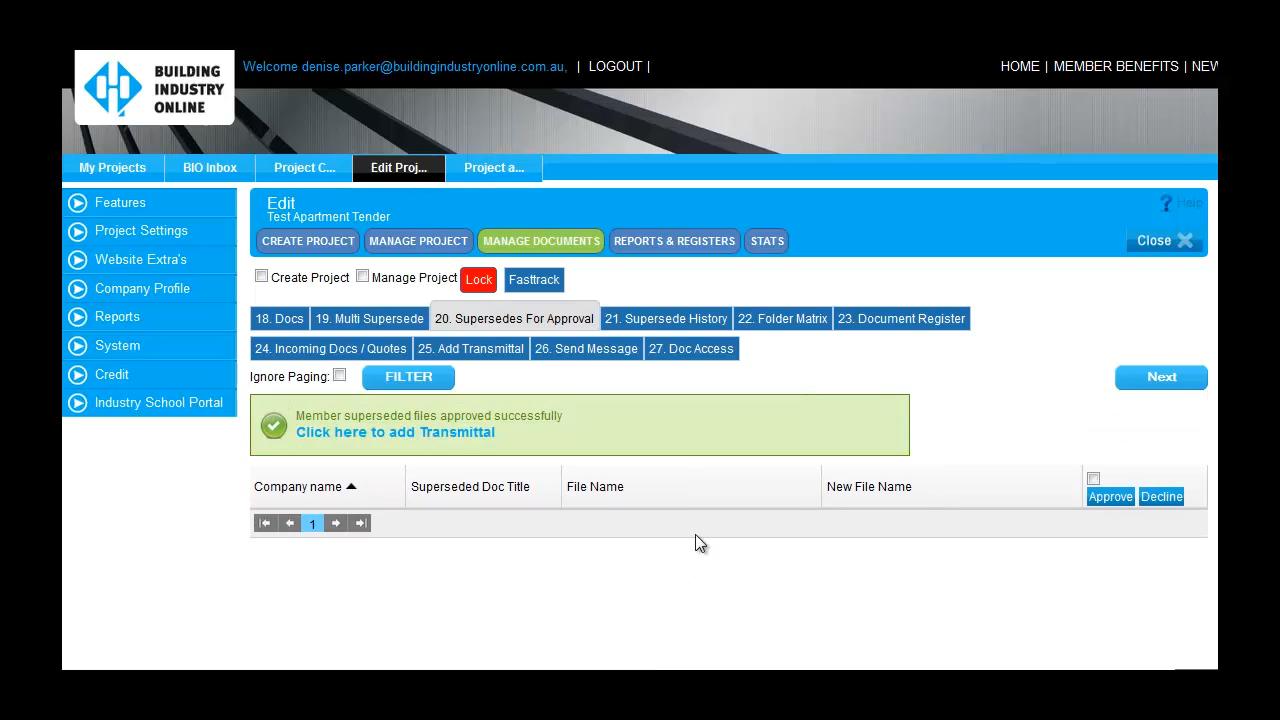 BUILDING
INDUSTRY
ONLINE
Welcome denise.parker@buildingindustryonline.com.au, | LOGOUT |
HOME | MEMBER BENEFITS | NEW
My Projects BIO Inbox Project C... Edit Proj... Project a...
Features
Project Settings
Website Extra's
Company Profile
Reports
System
Credit
Industry School Portal
Edit
Test Apartment Tender
? Help
CREATE PROJECT MANAGE PROJECT MANAGE DOCUMENTS REPORTS & REGISTERS STATS
Close
Create Project Manage Project Lock Fasttrack
18. Docs 19. Multi Supersede 20. Supersedes For Approval 21. Supersede History 22. Folder Matrix 23. Document Register
24. Incoming Docs / Quotes 25. Add Transmittal 26. Send Message 27. Doc Access
Ignore Paging: FILTER Next
Member superseded files approved successfully
Click here to add Transmittal
Company name Superseded Doc Title File Name New File Name
Approve Decline
1